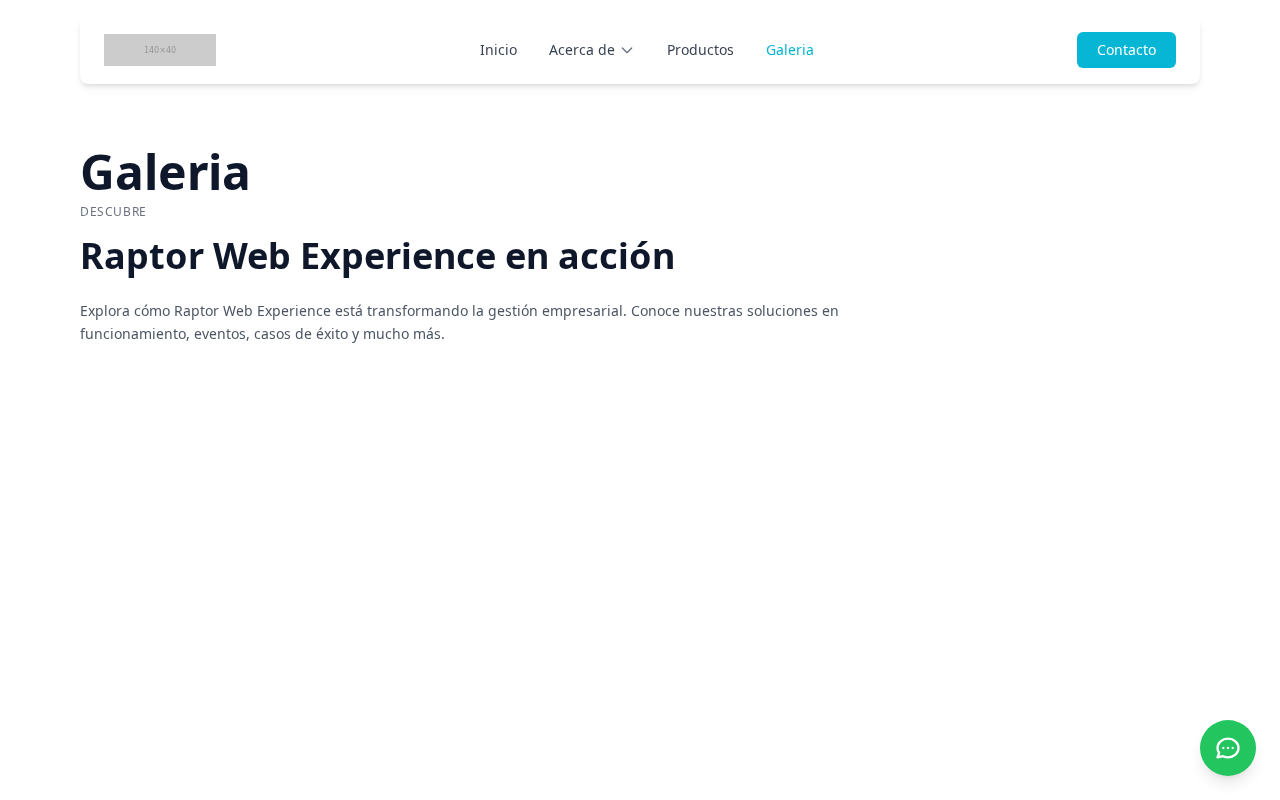 140×40
Inicio
Acerca de
Productos
Galeria
Contacto
Galeria
DESCUBRE
Raptor Web Experience en acción
Explora cómo Raptor Web Experience está transformando la gestión empresarial. Conoce nuestras soluciones en
funcionamiento, eventos, casos de éxito y mucho más.